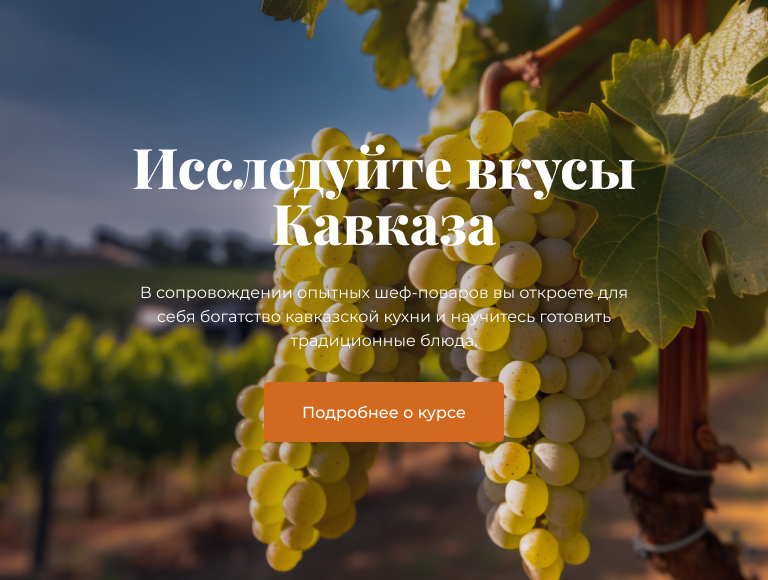 Исследуйте вкусы
Кавказа
В сопровождении опытных шеф-поваров вы откроете для
себя богатство кавказской кухни и научитесь готовить
традиционные блюда.
Подробнее о курсе